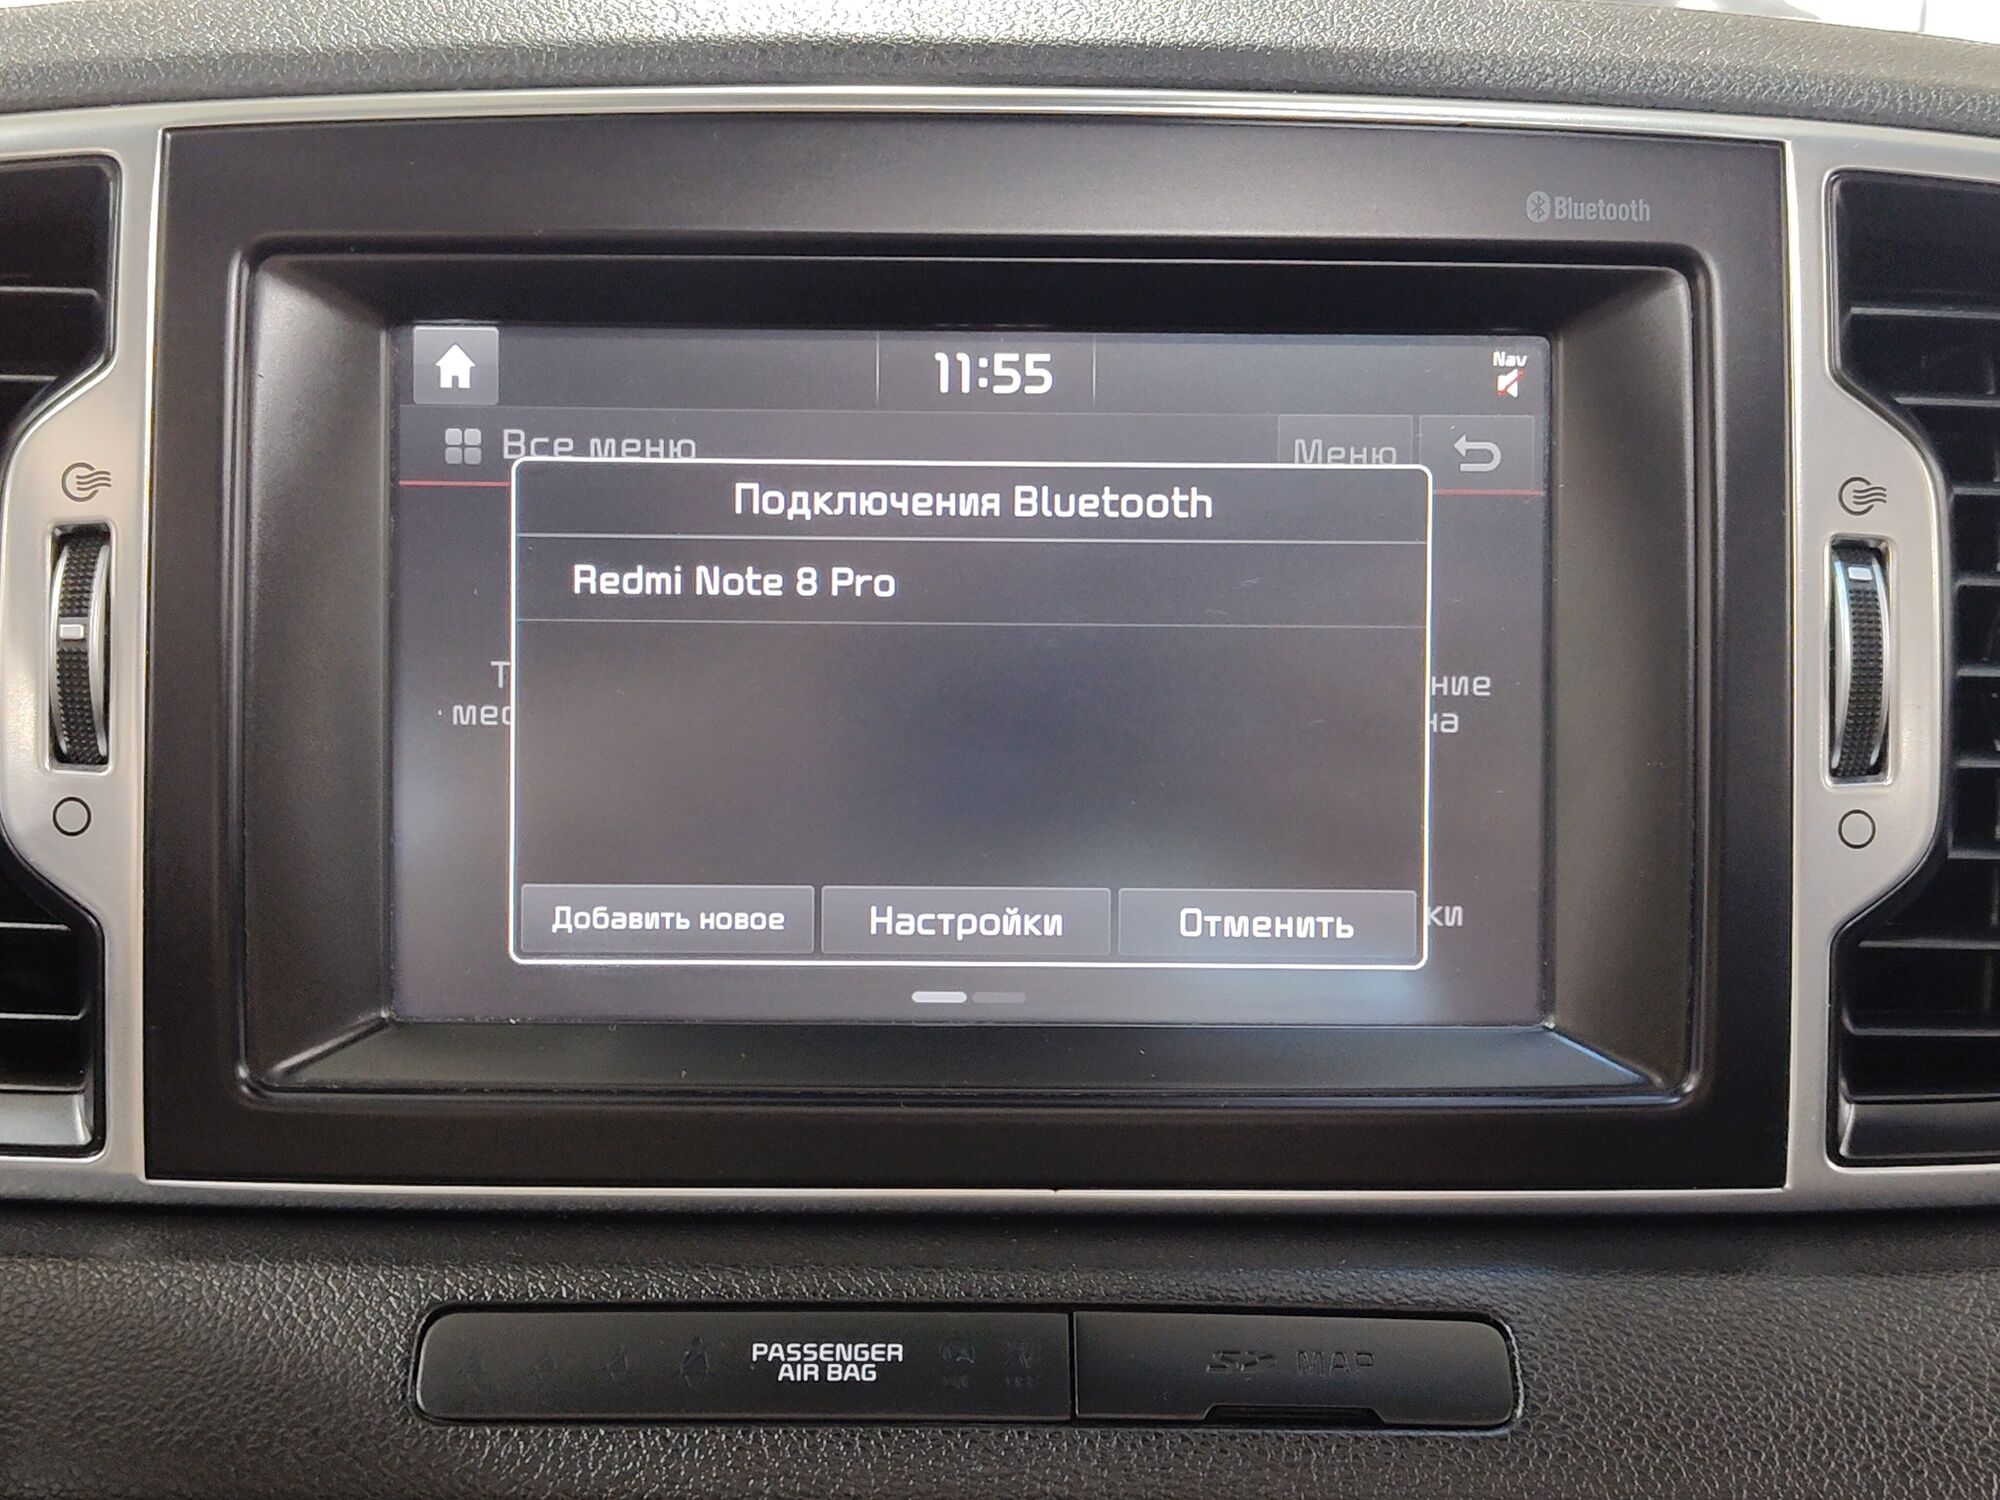 Bluetooth
11:55
Nav
Все меню
Меню
Подключения Bluetooth
Redmi Note 8 Pro
Добавить новое
Настройки
Отменить
PASSENGER
AIR BAG
MAP